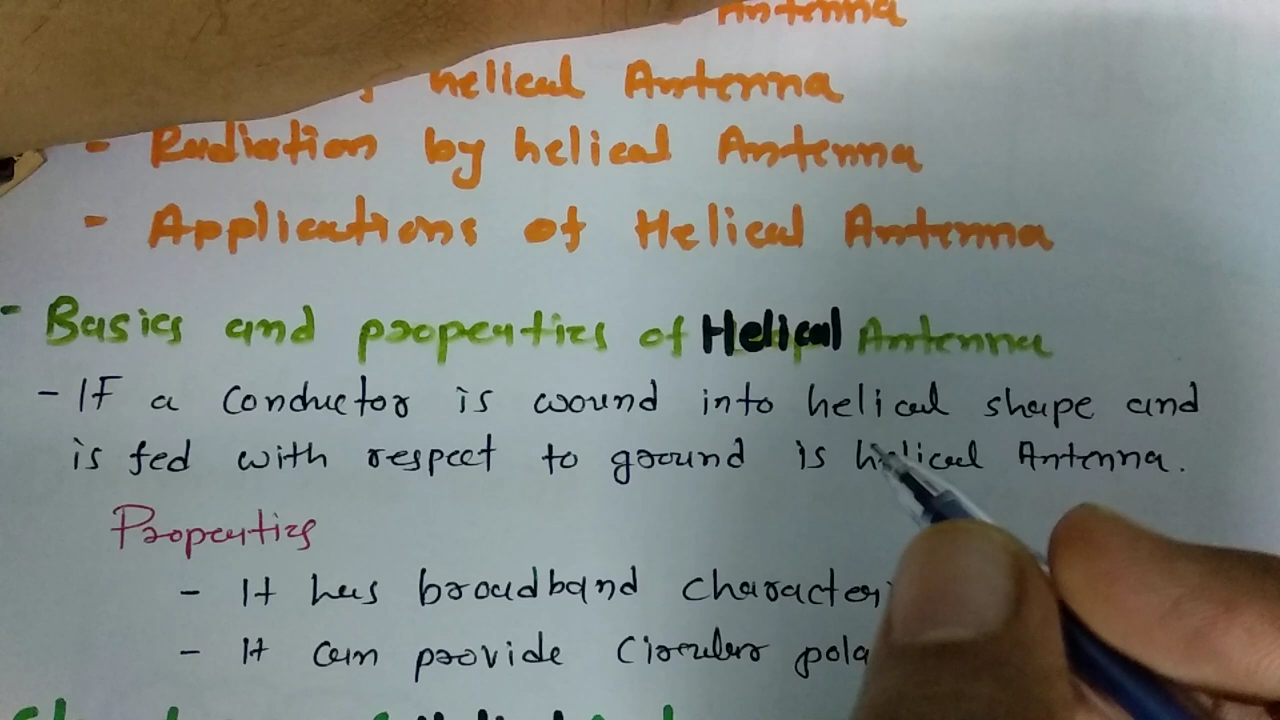 Antenna
helical Antenna
- Radiation by helical Antenna
- Applications of Helical Antenna
- Basics and properties of Helical Antenna
- IF a conductor is wound into helical shape and
is fed with respect to ground is helical Antenna.
Properties
- It has broadband character
- It can provide Circular pola